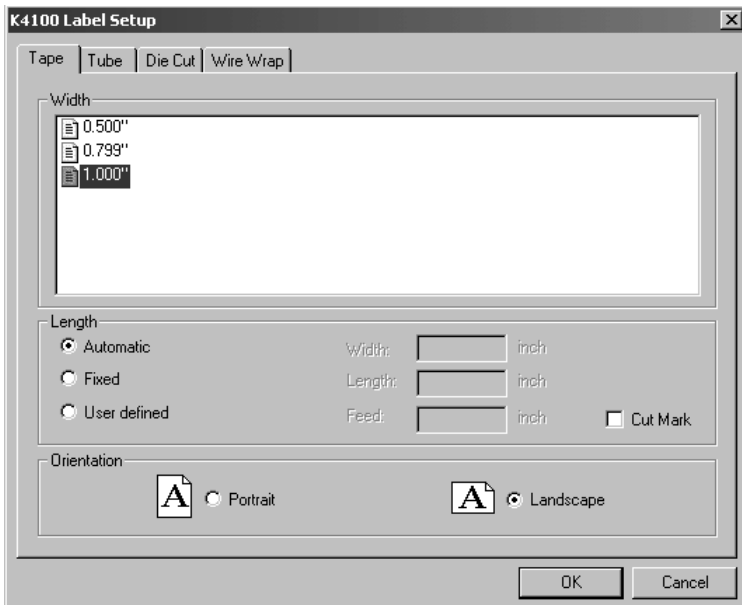 K4100 Label Setup
Tape Tube Die Cut Wire Wrap
Width
0.500"
0.799"
1.000"
Length
Automatic Width: inch
Fixed Length: inch
User defined Feed: inch Cut Mark
Orientation
A Portrait A Landscape
OK Cancel